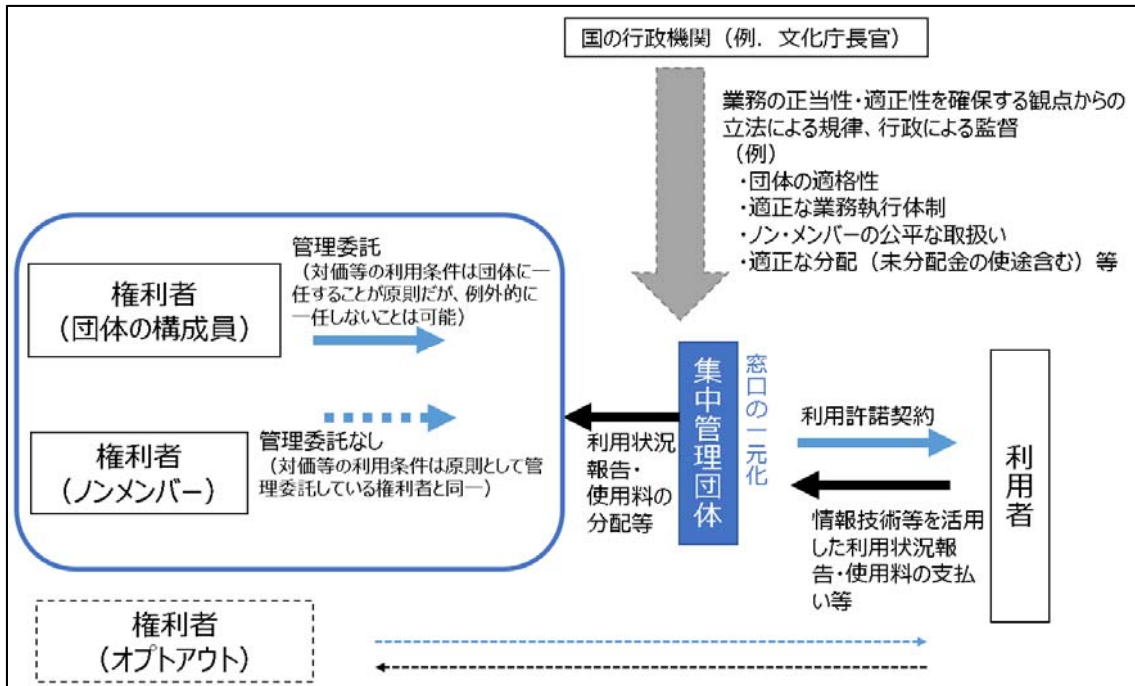 国の行政機関（例．文化庁長官）
業務の正当性・適正性を確保する観点からの
立法による規律、行政による監督
（例）
・団体の適格性
・適正な業務執行体制
・ノン・メンバーの公平な取扱い
・適正な分配（未分配金の使途含む）等
権利者
（団体の構成員）
管理委託
（対価等の利用条件は団体に一
任することが原則だが、例外的に
一任しないことは可能）
権利者
（ノンメンバー）
管理委託なし
（対価等の利用条件は原則として管
理委託している権利者と同一）
利用状況
報告・
使用料の
分配等
集中管理団体
窓口の一元化
利用許諾契約
情報技術等を活用
した利用状況報
告・使用料の支払
い等
利用者
権利者
（オプトアウト）